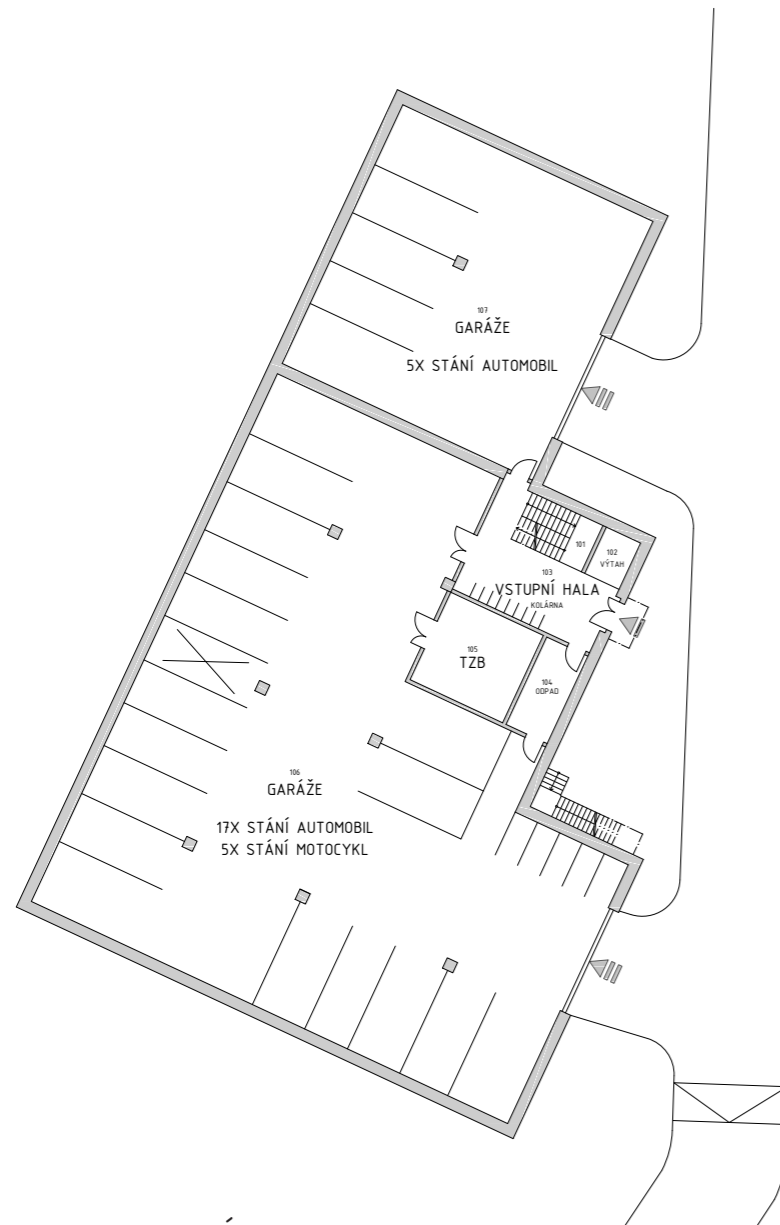 107
GARÁŽE
5X STÁNÍ AUTOMOBIL
101
102
VÝTAH
103
VSTUPNÍ HALA
KOLÁRNA
105
TZB
104
ODPAD
106
GARÁŽE
17X STÁNÍ AUTOMOBIL
5X STÁNÍ MOTOCYKL